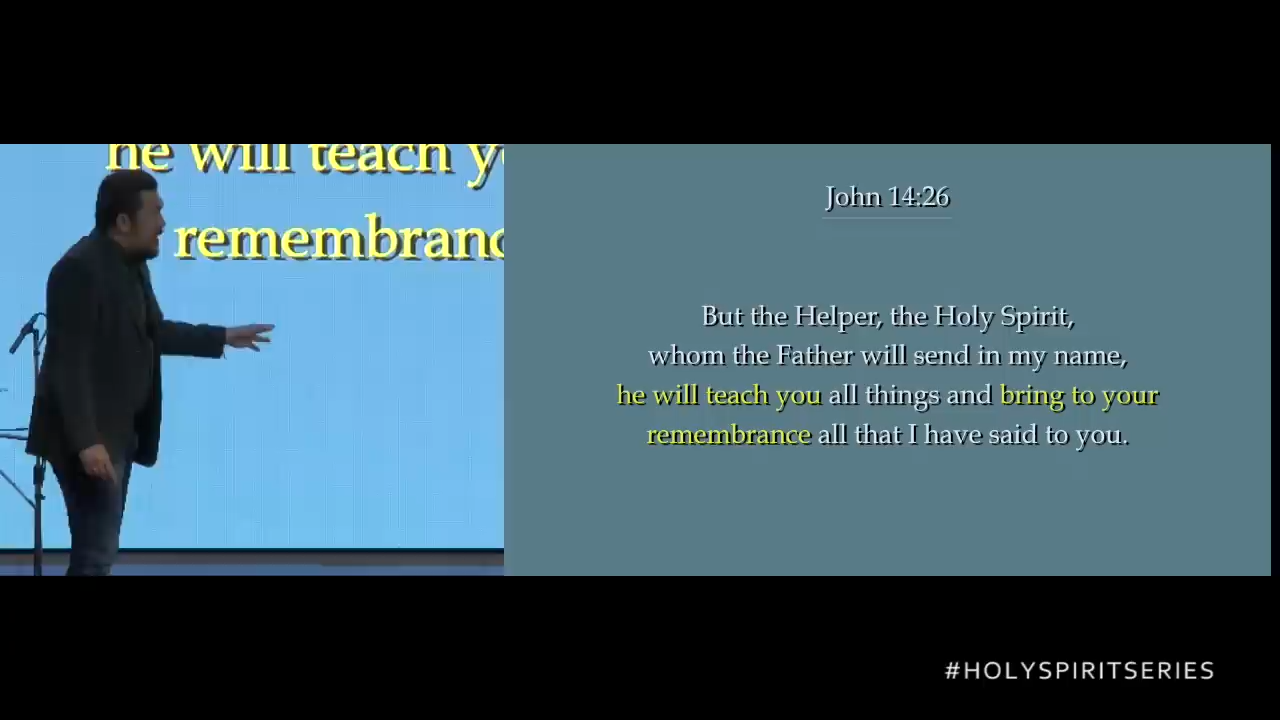 he will teach
remembranc
John 14:26
But the Helper, the Holy Spirit,
whom the Father will send in my name,
he will teach you all things and bring to your
remembrance all that I have said to you.
#HOLYSPIRITSERIES